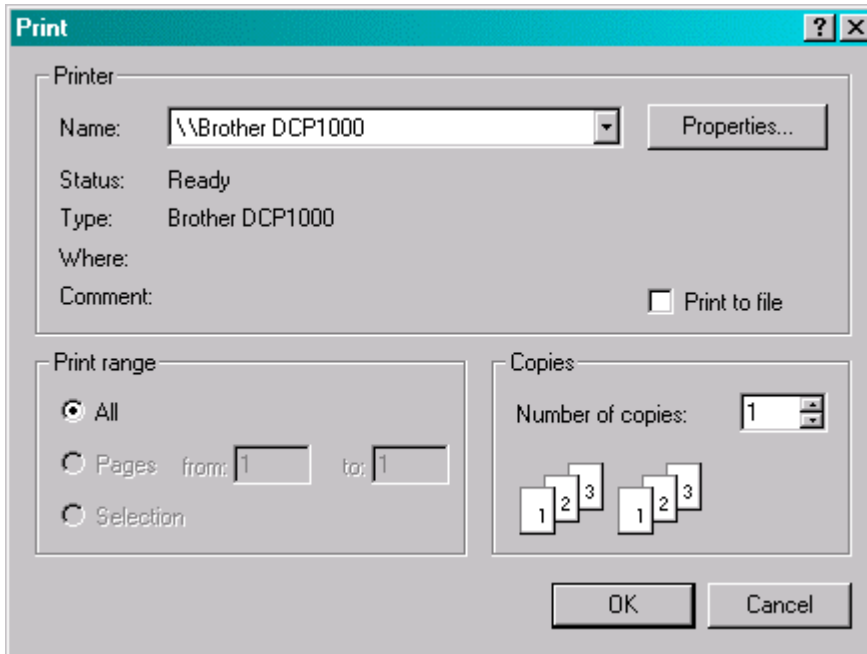 Print
Printer
Name: \\Brother DCP1000 Properties...
Status: Ready
Type: Brother DCP1000
Where:
Comment:
Print to file
Print range
All
Pages from: 1 to: 1
Selection
Copies
Number of copies: 1
1 2 3 1 2 3
OK Cancel